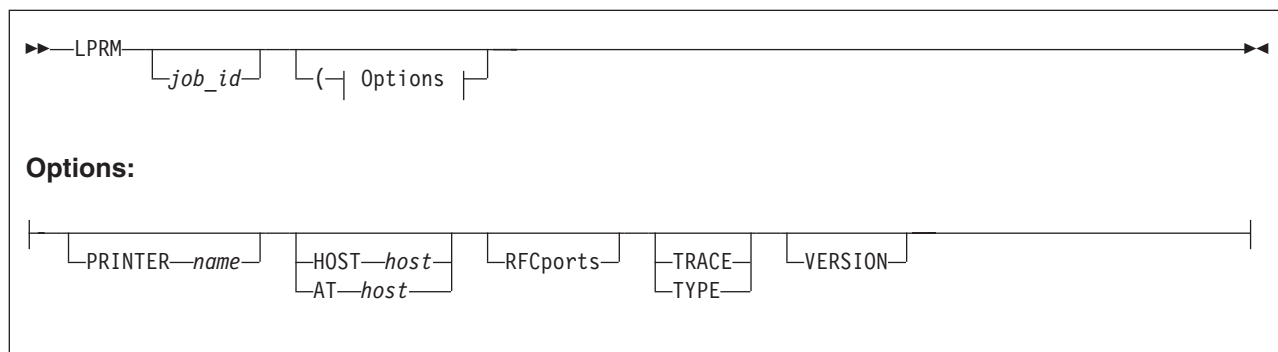 LPRM
job_id ( Options
Options:
PRINTER name HOST host RFCports TRACE VERSION
AT host TYPE